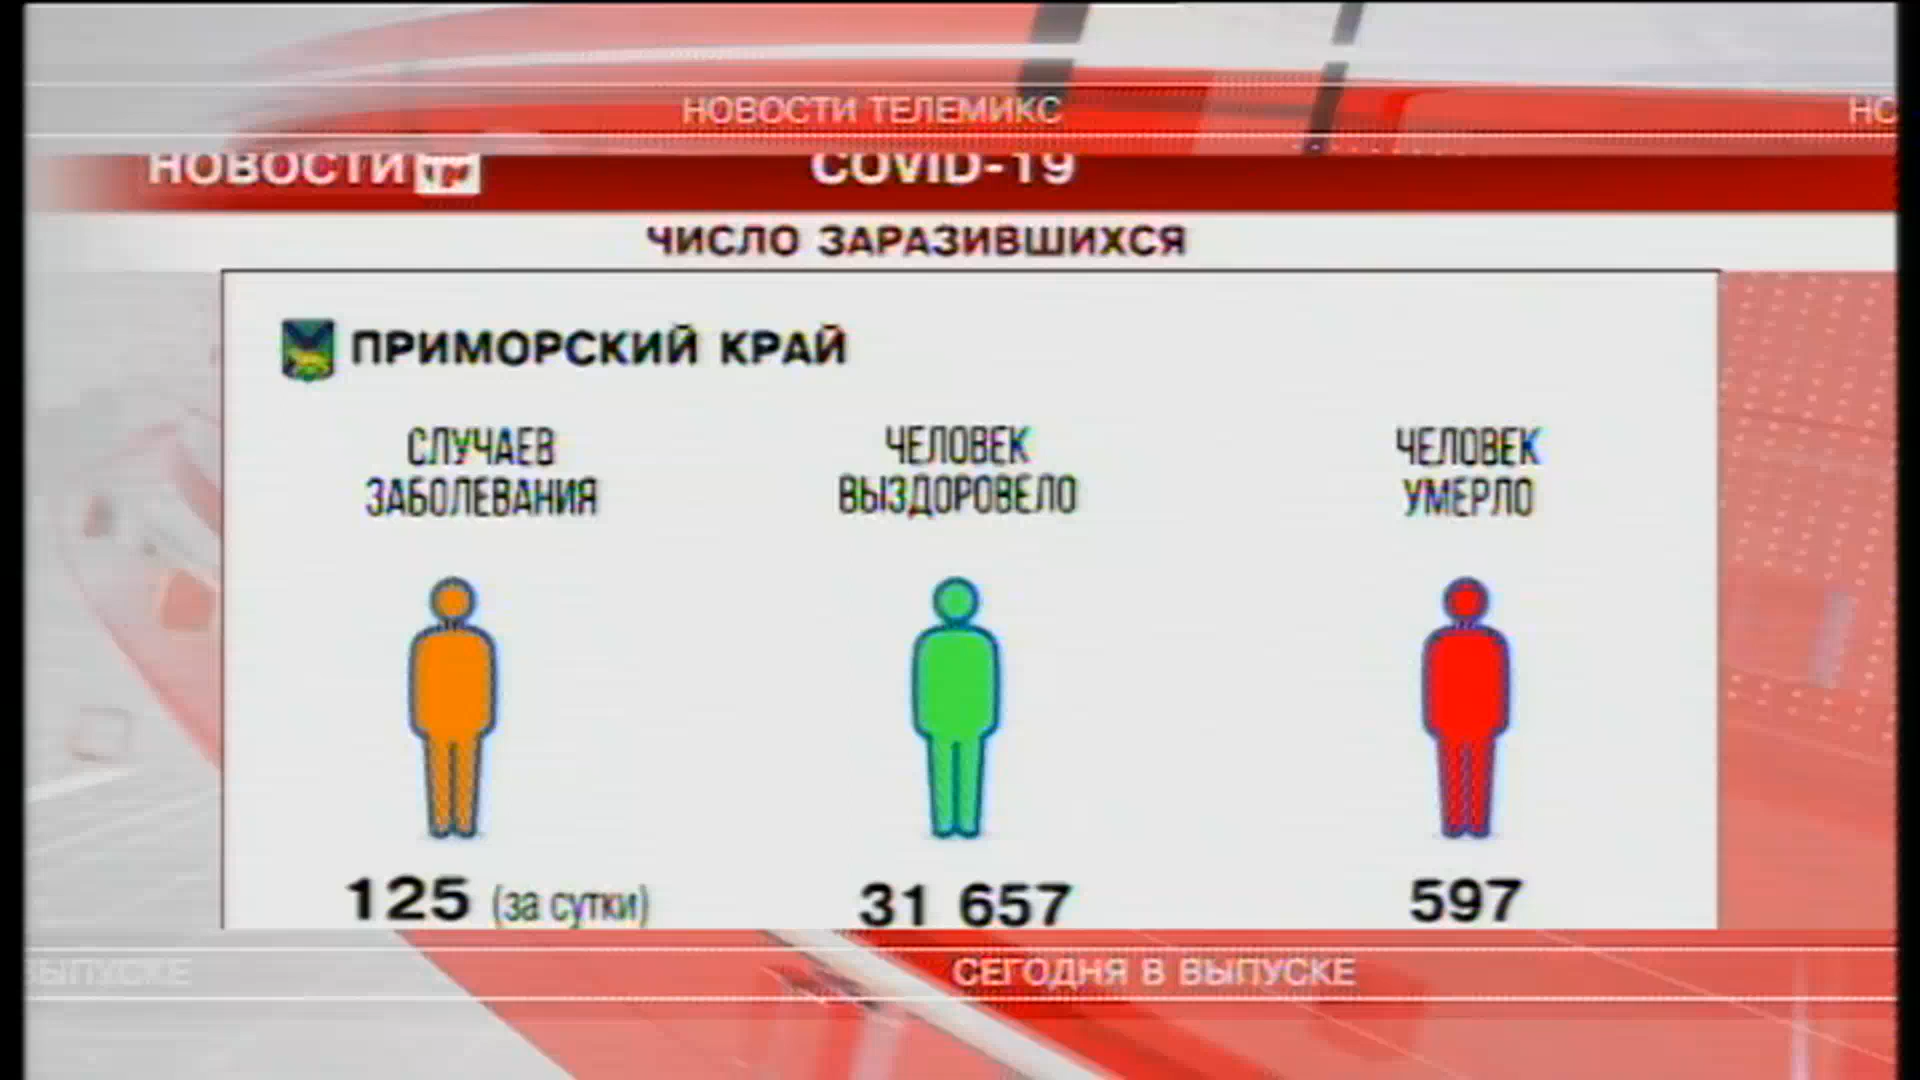 НОВОСТИ ТЕЛЕМИКС
НО
НОВОСТИ
COVID-19
ЧИСЛО ЗАРАЗИВШИХСЯ
ПРИМОРСКИЙ КРАЙ
СЛУЧАЕВ
ЗАБОЛЕВАНИЯ
ЧЕЛОВЕК
ВЫЗДОРОВЕЛО
ЧЕЛОВЕК
УМЕРЛО
125 (за сутки)
31 657
597
ВЫПУСКЕ
СЕГОДНЯ В ВЫПУСКЕ